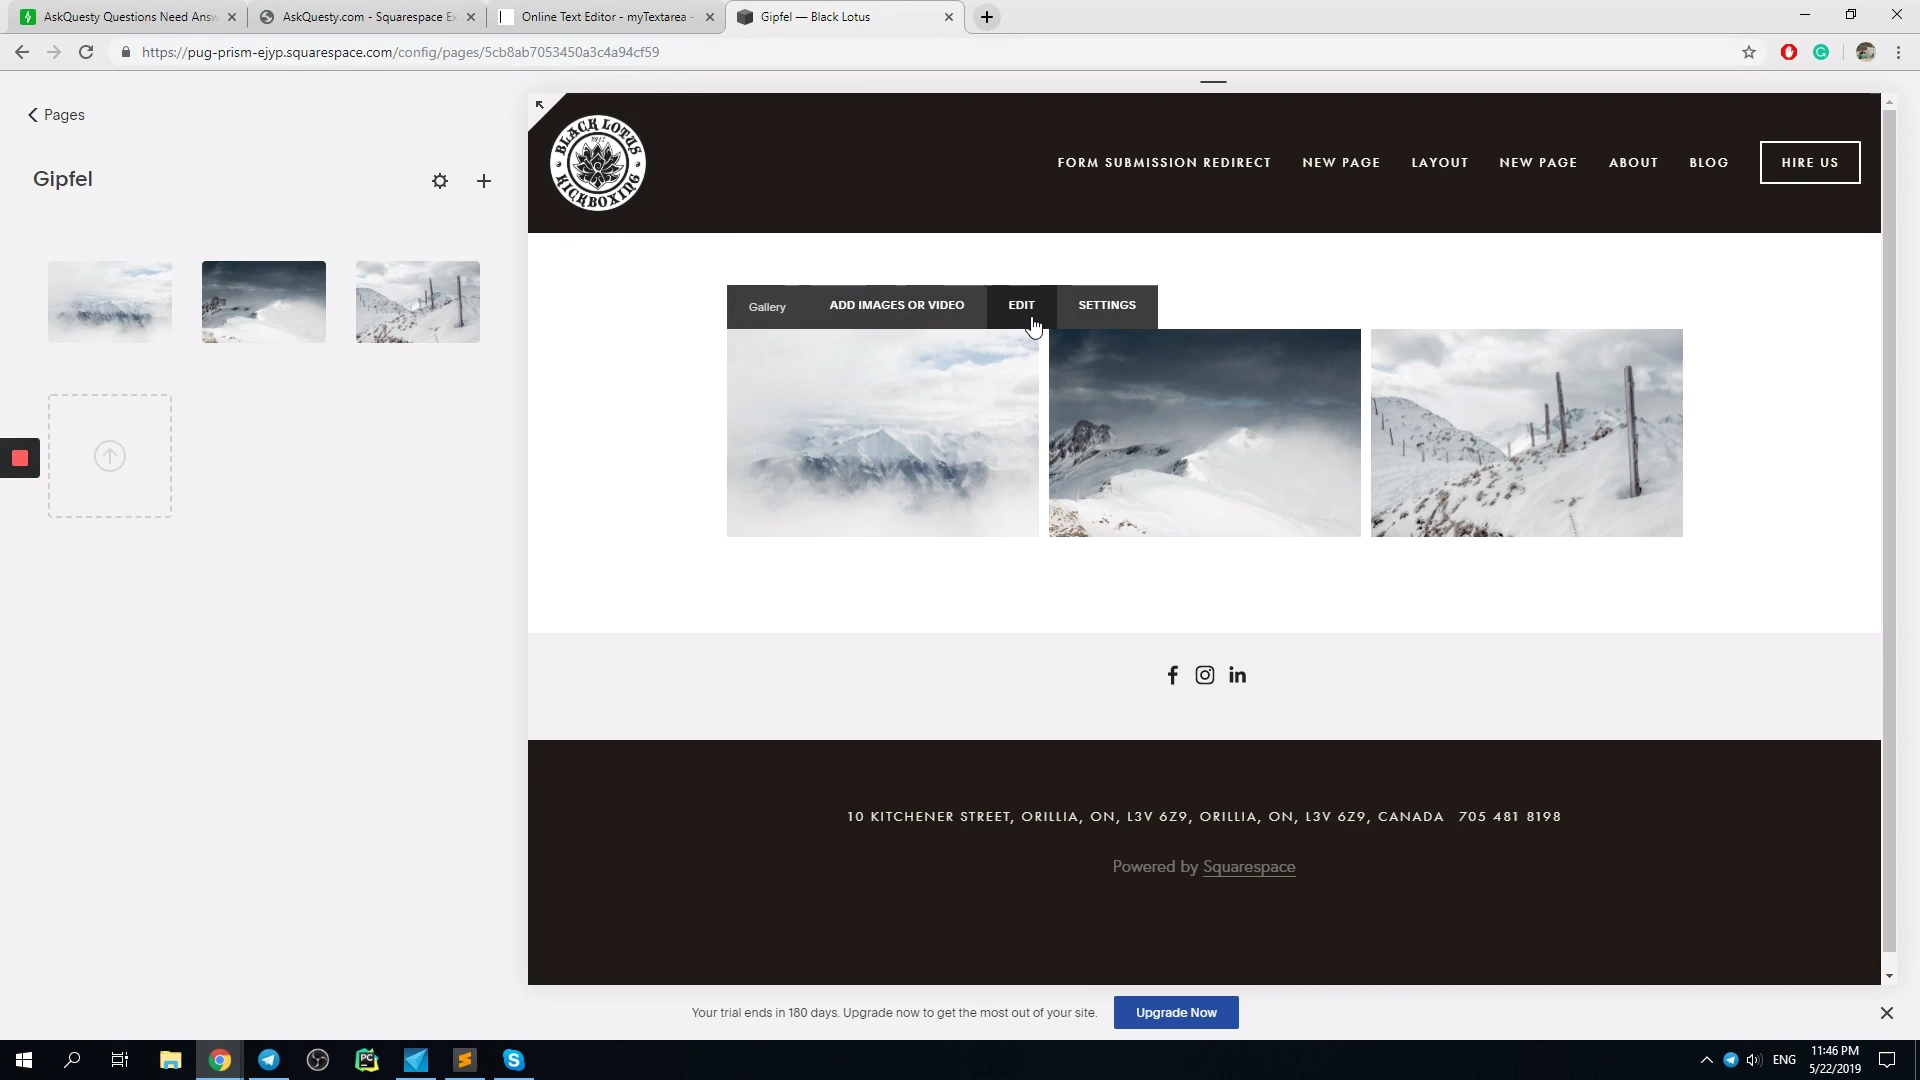 AskQuesty Questions Need Answ
AskQuesty.com - Squarespace Ex
Online Text Editor - myTextarea -
Gipfel — Black Lotus
https://pug-prism-ejyp.squarespace.com/config/pages/5cb8ab7053450a3c4a94cf59
Pages
Gipfel
BLACK LOTUS
KICKBOXING
FORM SUBMISSION REDIRECT
NEW PAGE
LAYOUT
NEW PAGE
ABOUT
BLOG
HIRE US
Gallery
ADD IMAGES OR VIDEO
EDIT
SETTINGS
10 KITCHENER STREET, ORILLIA, ON, L3V 6Z9, ORILLIA, ON, L3V 6Z9, CANADA 705 481 8198
Powered by Squarespace
Your trial ends in 180 days. Upgrade now to get the most out of your site.
Upgrade Now
ENG
11:46 PM
5/22/2019